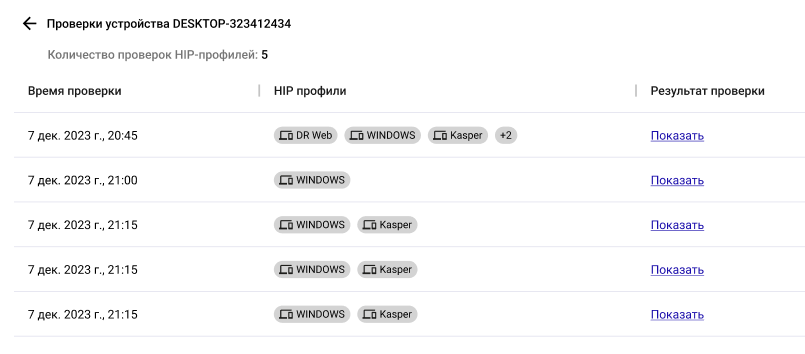 Проверки устройства DESKTOP-323412434
Количество проверок HIP-профилей: 5
Время проверки HIP профили Результат проверки
7 дек. 2023 г., 20:45 DR Web WINDOWS Kasper +2 Показать
7 дек. 2023 г., 21:00 WINDOWS Показать
7 дек. 2023 г., 21:15 WINDOWS Kasper Показать
7 дек. 2023 г., 21:15 WINDOWS Kasper Показать
7 дек. 2023 г., 21:15 WINDOWS Kasper Показать